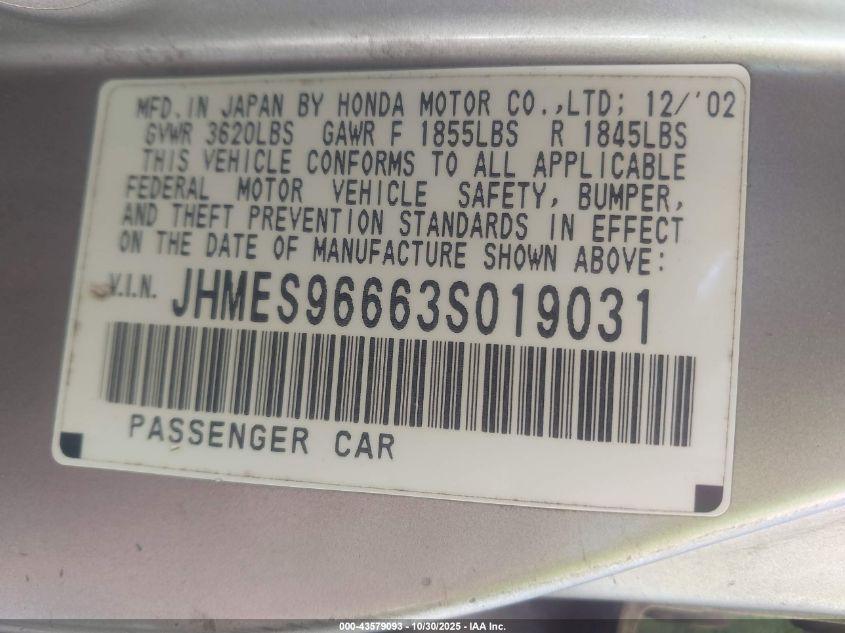 MFD.IN JAPAN BY HONDA MOTOR CO.,LTD; 12/'02
GVWR 3620LBS GAWR F 1855LBS R 1845LBS
THIS VEHICLE CONFORMS TO ALL APPLICABLE
FEDERAL MOTOR VEHICLE SAFETY, BUMPER,
AND THEFT PREVENTION STANDARDS IN EFFECT
ON THE DATE OF MANUFACTURE SHOWN ABOVE:
V.I.N. JHMES96663S019031
PASSENGER CAR
000-43579093 - 10/30/2025 - IAA Inc.